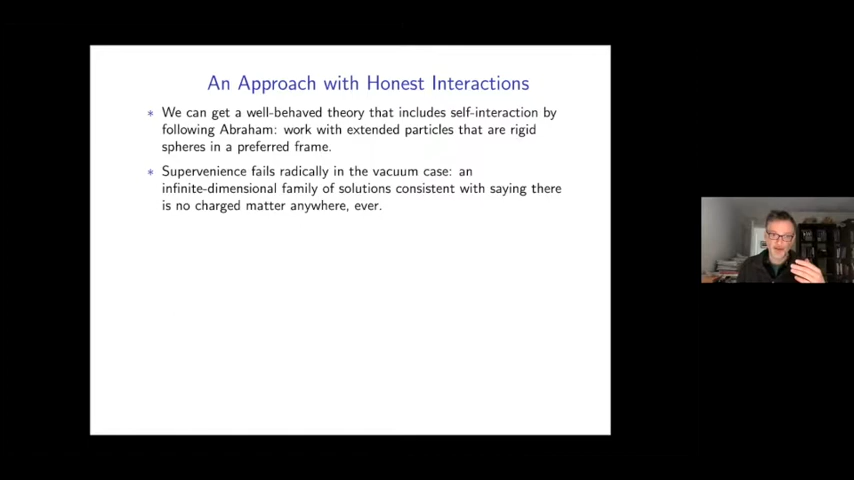 An Approach with Honest Interactions
* We can get a well-behaved theory that includes self-interaction by
following Abraham: work with extended particles that are rigid
spheres in a preferred frame.
* Supervenience fails radically in the vacuum case: an
infinite-dimensional family of solutions consistent with saying there
is no charged matter anywhere, ever.